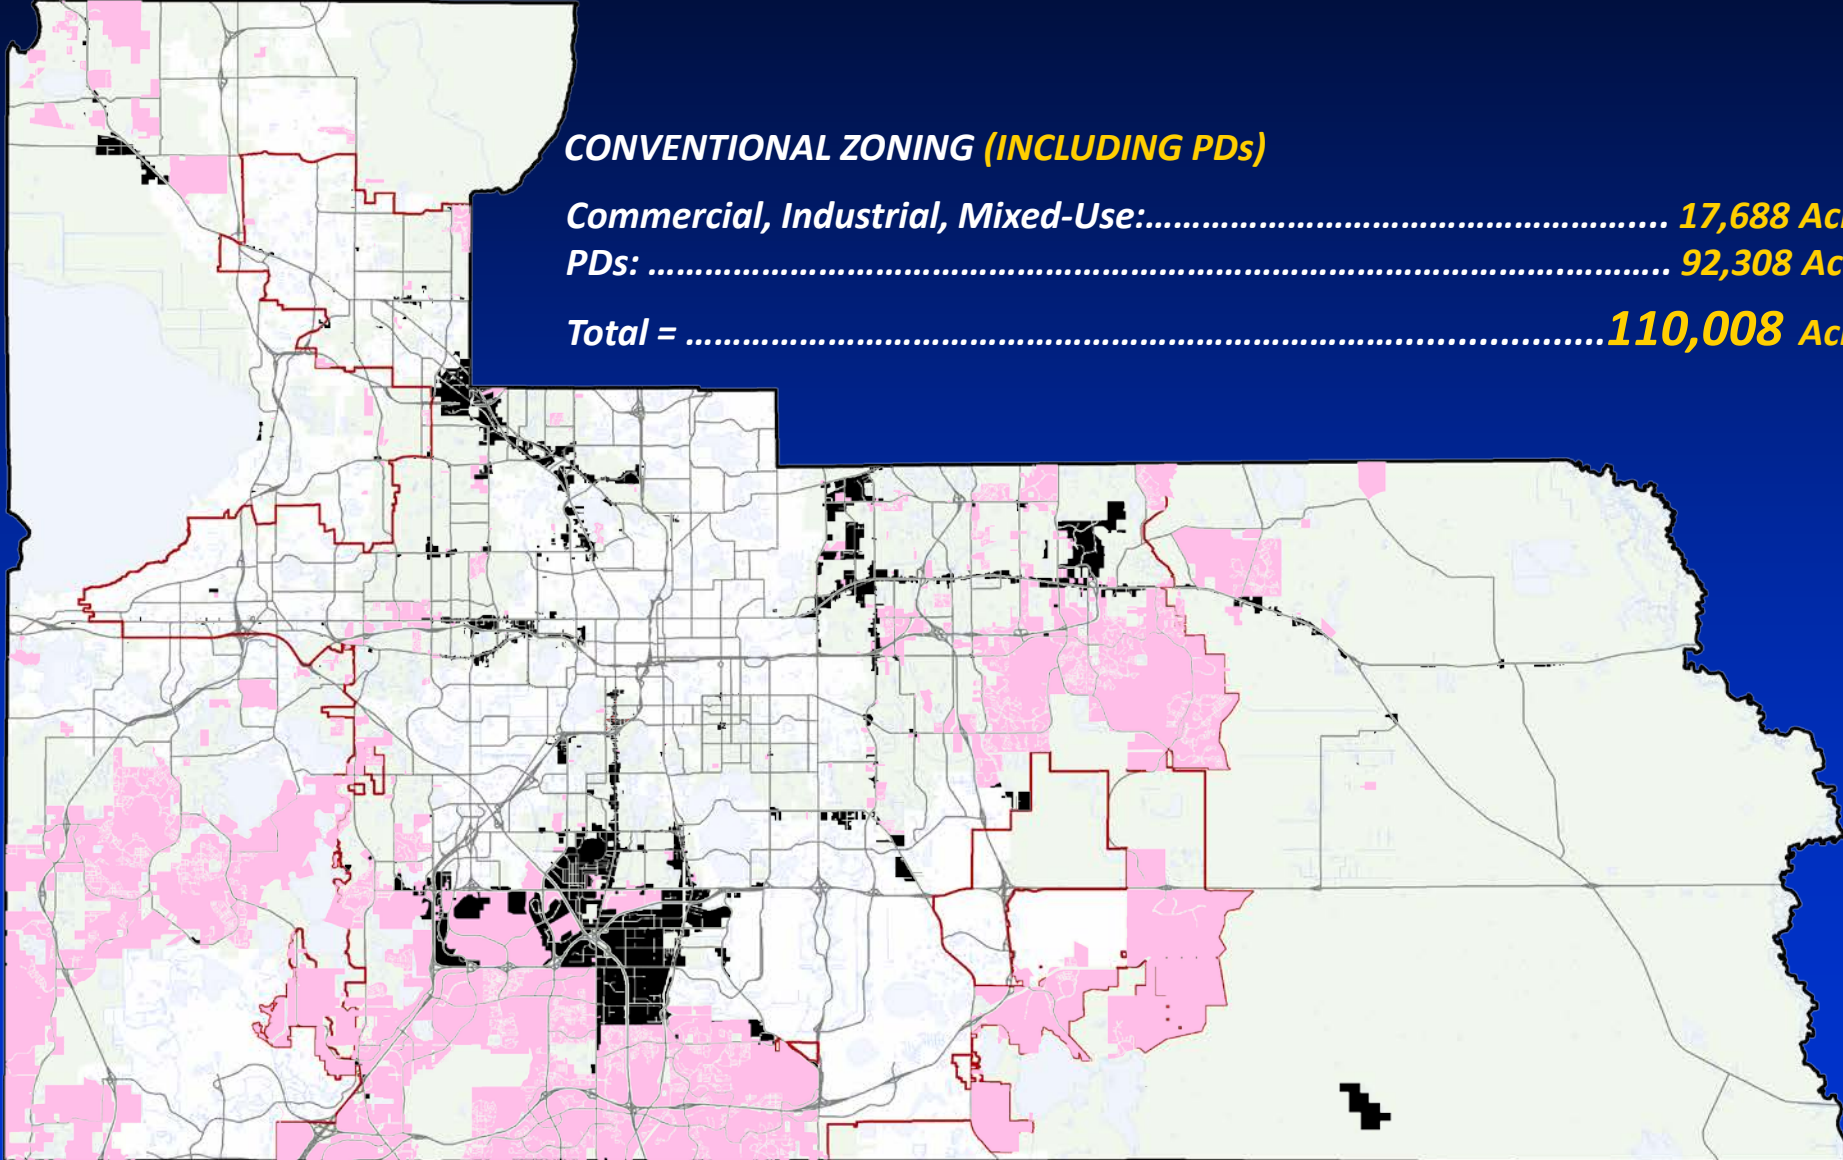 CONVENTIONAL ZONING (INCLUDING PDs)
Commercial, Industrial, Mixed-Use:........................................................ 17,688 Ac
PDs: ........................................................................................................ 92,308 Ac
Total = ....................................................................................................110,008 Ac